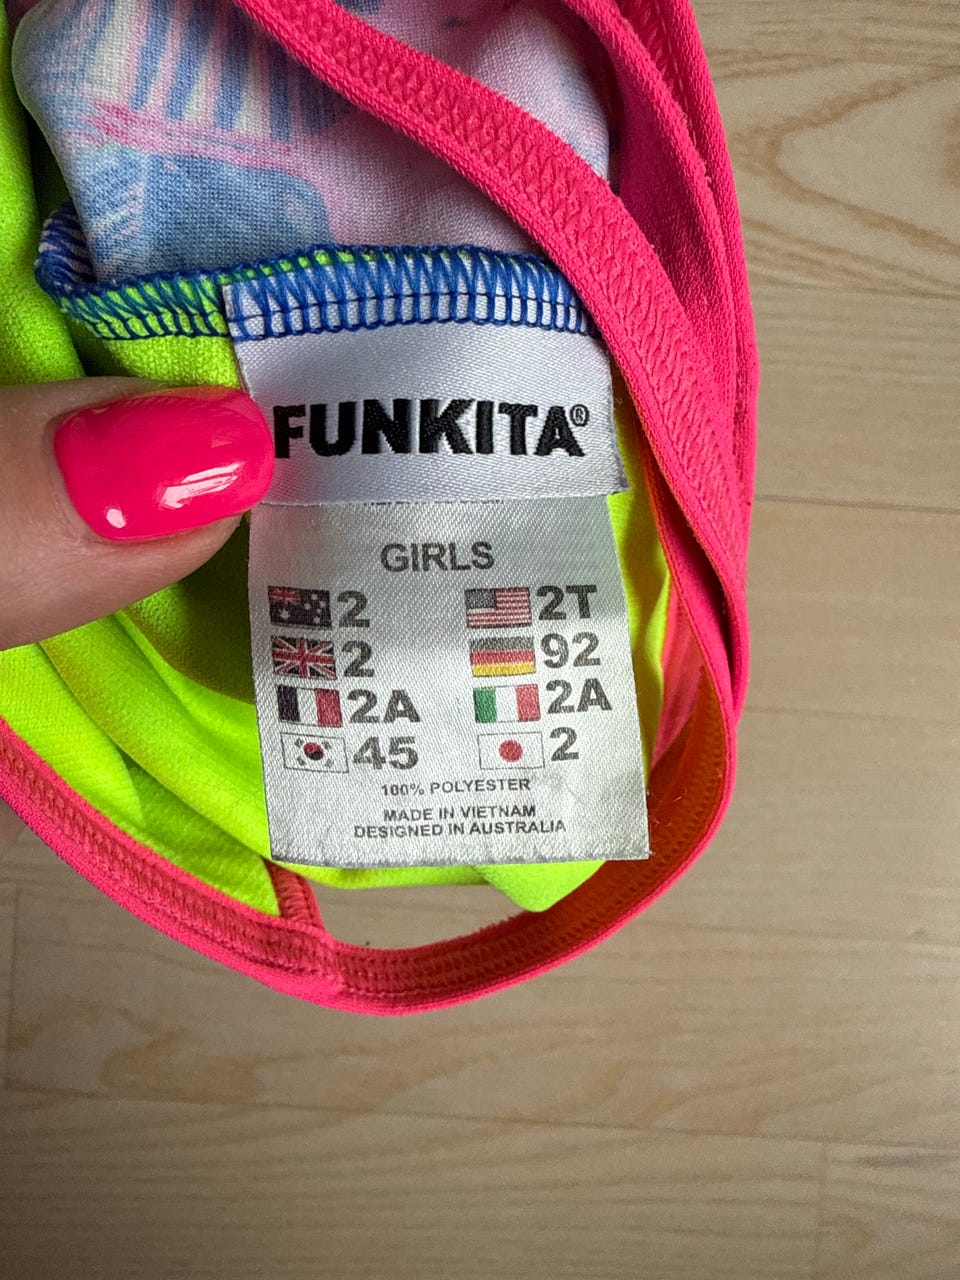 FUNKITA®
GIRLS
2 2T
2 92
2A 2A
45 2
100% POLYESTER
MADE IN VIETNAM
DESIGNED IN AUSTRALIA